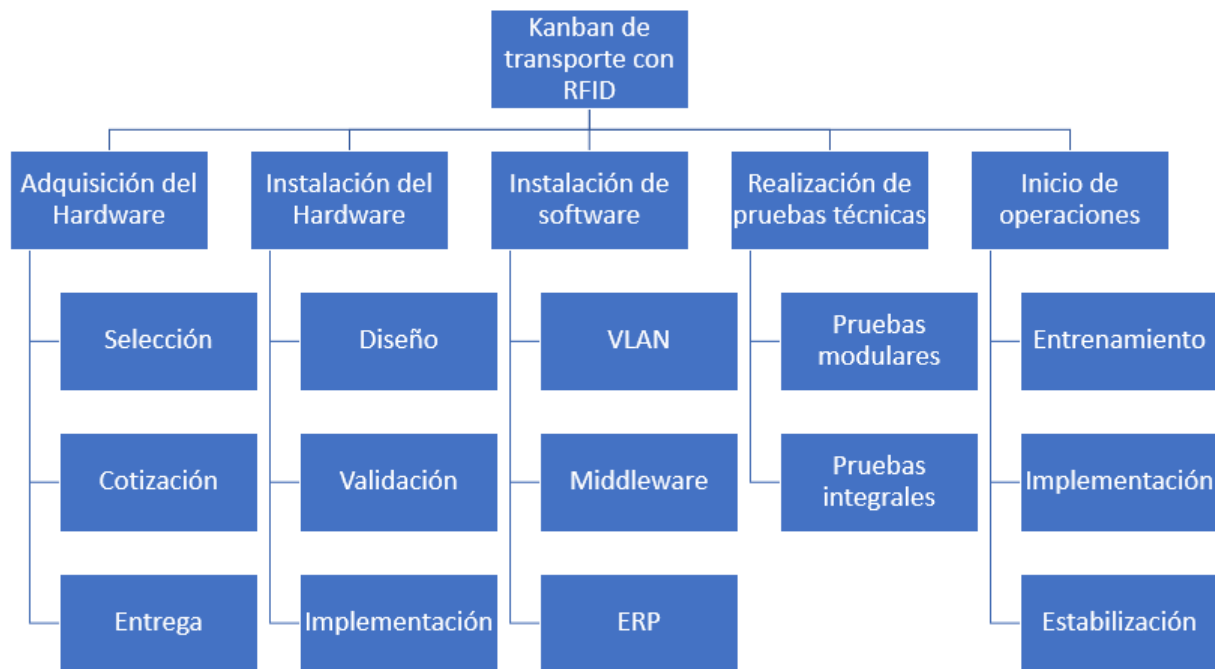 Kanban de
transporte con
RFID
Adquisición del
Hardware
Instalación del
Hardware
Instalación de
software
Realización de
pruebas técnicas
Inicio de
operaciones
Selección
Diseño
VLAN
Pruebas
modulares
Entrenamiento
Cotización
Validación
Middleware
Pruebas
integrales
Implementación
Entrega
Implementación
ERP
Estabilización